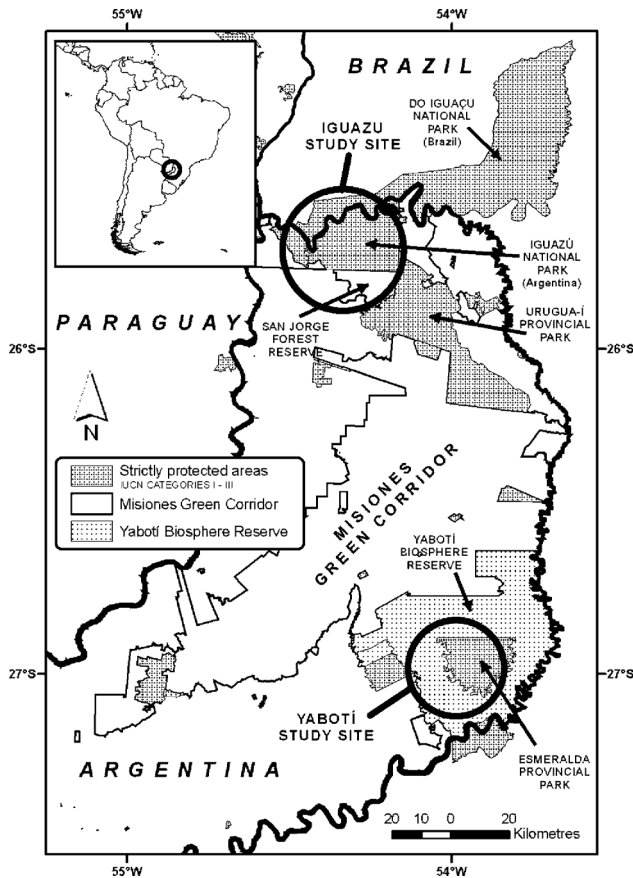 55°W
54°W
BRAZIL
DO IGUAÇU
NATIONAL
PARK
(Brazil)
IGUAZU
STUDY SITE
IGUAZÚ
NATIONAL
PARK
(Argentina)
URUGUA-Í
PROVINCIAL
PARK
PARAGUAY
SAN JORGE
FOREST
RESERVE
26°S
26°S
N
Strictly protected areas
IUCN CATEGORIES I - III
Misiones Green Corridor
Yabotí Biosphere Reserve
MISIONES
GREEN CORRIDOR
YABOTÍ
BIOSPHERE
RESERVE
27°S
27°S
YABOTÍ
STUDY SITE
ARGENTINA
ESMERALDA
PROVINCIAL
PARK
20 10 0 20
Kilometres
55°W
54°W